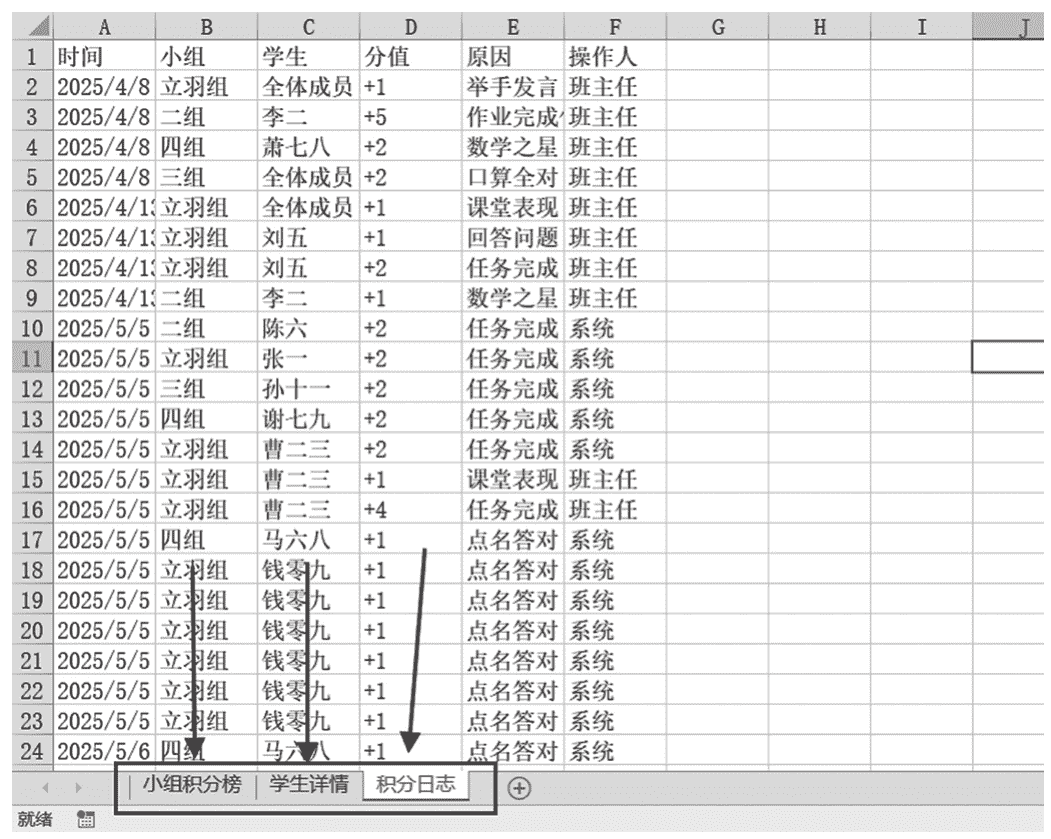 A B C D E F G H I J
1 时间 小组 学生 分值 原因 操作人
2 2025/4/8 立羽组 全体成员 +1 举手发言 班主任
3 2025/4/8 二组 李二 +5 作业完成 班主任
4 2025/4/8 四组 萧七八 +2 数学之星 班主任
5 2025/4/8 三组 全体成员 +2 口算全对 班主任
6 2025/4/13 立羽组 全体成员 +1 课堂表现 班主任
7 2025/4/13 立羽组 刘五 +1 回答问题 班主任
8 2025/4/13 立羽组 刘五 +2 任务完成 班主任
9 2025/4/13 二组 李二 +1 数学之星 班主任
10 2025/5/5 二组 陈六 +2 任务完成 系统
11 2025/5/5 立羽组 张一 +2 任务完成 系统
12 2025/5/5 三组 孙十一 +2 任务完成 系统
13 2025/5/5 四组 谢七九 +2 任务完成 系统
14 2025/5/5 立羽组 曹二三 +2 任务完成 系统
15 2025/5/5 立羽组 曹二三 +1 课堂表现 班主任
16 2025/5/5 立羽组 曹二三 +4 任务完成 班主任
17 2025/5/5 四组 马六八 +1 点名答对 系统
18 2025/5/5 立羽组 钱零九 +1 点名答对 系统
19 2025/5/5 立羽组 钱零九 +1 点名答对 系统
20 2025/5/5 立羽组 钱零九 +1 点名答对 系统
21 2025/5/5 立羽组 钱零九 +1 点名答对 系统
22 2025/5/5 立羽组 钱零九 +1 点名答对 系统
23 2025/5/5 立羽组 钱零九 +1 点名答对 系统
24 2025/5/6 四组 马六八 +1 点名答对 系统
小组积分榜 学生详情 积分日志
就绪